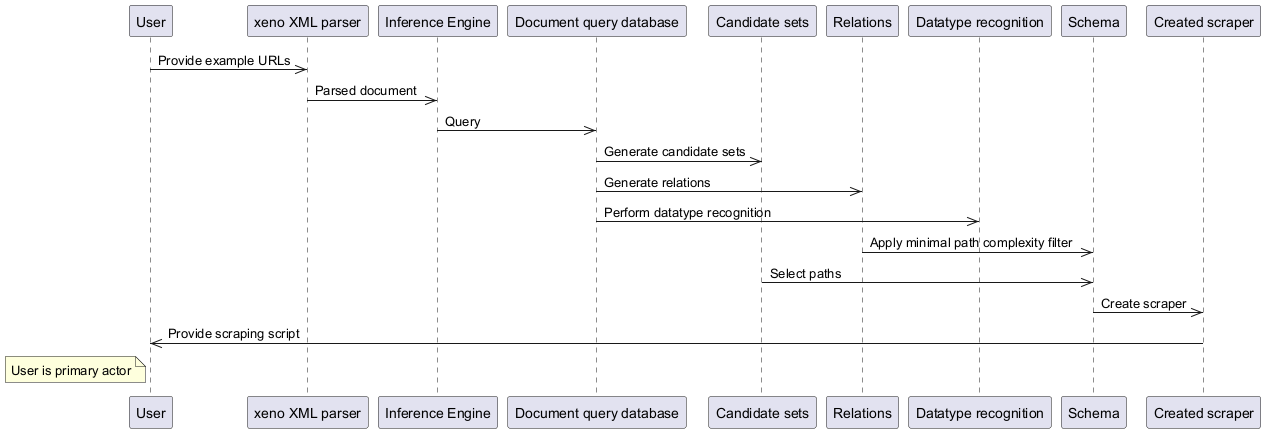 User
xeno XML parser
Inference Engine
Document query database
Candidate sets
Relations
Datatype recognition
Schema
Created scraper
Provide example URLs
Parsed document
Query
Generate candidate sets
Generate relations
Perform datatype recognition
Apply minimal path complexity filter
Select paths
Create scraper
Provide scraping script
User is primary actor
User
xeno XML parser
Inference Engine
Document query database
Candidate sets
Relations
Datatype recognition
Schema
Created scraper